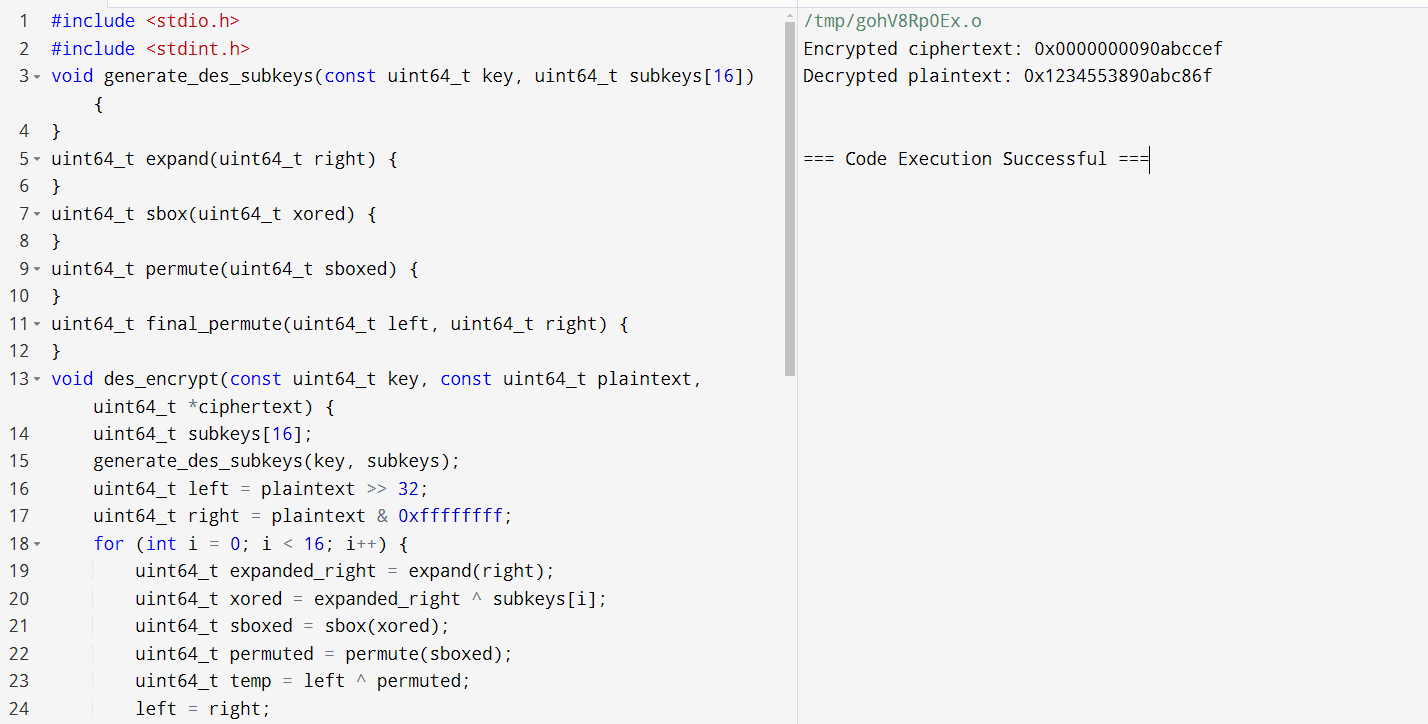 1 #include <stdio.h>
2 #include <stdint.h>
3 void generate_des_subkeys(const uint64_t key, uint64_t subkeys[16])
{
4 }
5 uint64_t expand(uint64_t right) {
6 }
7 uint64_t sbox(uint64_t xored) {
8 }
9 uint64_t permute(uint64_t sboxed) {
10 }
11 uint64_t final_permute(uint64_t left, uint64_t right) {
12 }
13 void des_encrypt(const uint64_t key, const uint64_t plaintext,
uint64_t *ciphertext) {
14 uint64_t subkeys[16];
15 generate_des_subkeys(key, subkeys);
16 uint64_t left = plaintext >> 32;
17 uint64_t right = plaintext & 0xffffffff;
18 for (int i = 0; i < 16; i++) {
19 uint64_t expanded_right = expand(right);
20 uint64_t xored = expanded_right ^ subkeys[i];
21 uint64_t sboxed = sbox(xored);
22 uint64_t permuted = permute(sboxed);
23 uint64_t temp = left ^ permuted;
24 left = right;
/tmp/gohV8Rp0Ex.o
Encrypted ciphertext: 0x0000000090abccef
Decrypted plaintext: 0x1234553890abc86f
=== Code Execution Successful ===